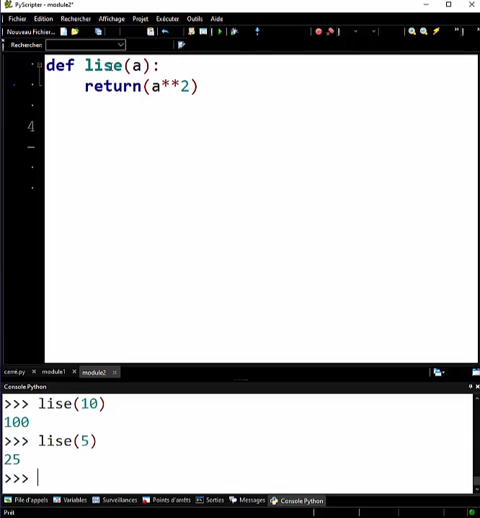 PyScripter - module2*
Fichier Edition Rechercher Affichage Projet Exécuter Outils Aide
Nouveau Fichier...
Rechercher:
def lise(a):
return(a**2)
4
carré.py × module1 × module2 ×
Console Python
>>> lise(10)
100
>>> lise(5)
25
>>>
Pile d'appels Variables Surveillances Points d'arrêts Sorties Messages Console Python
Prêt